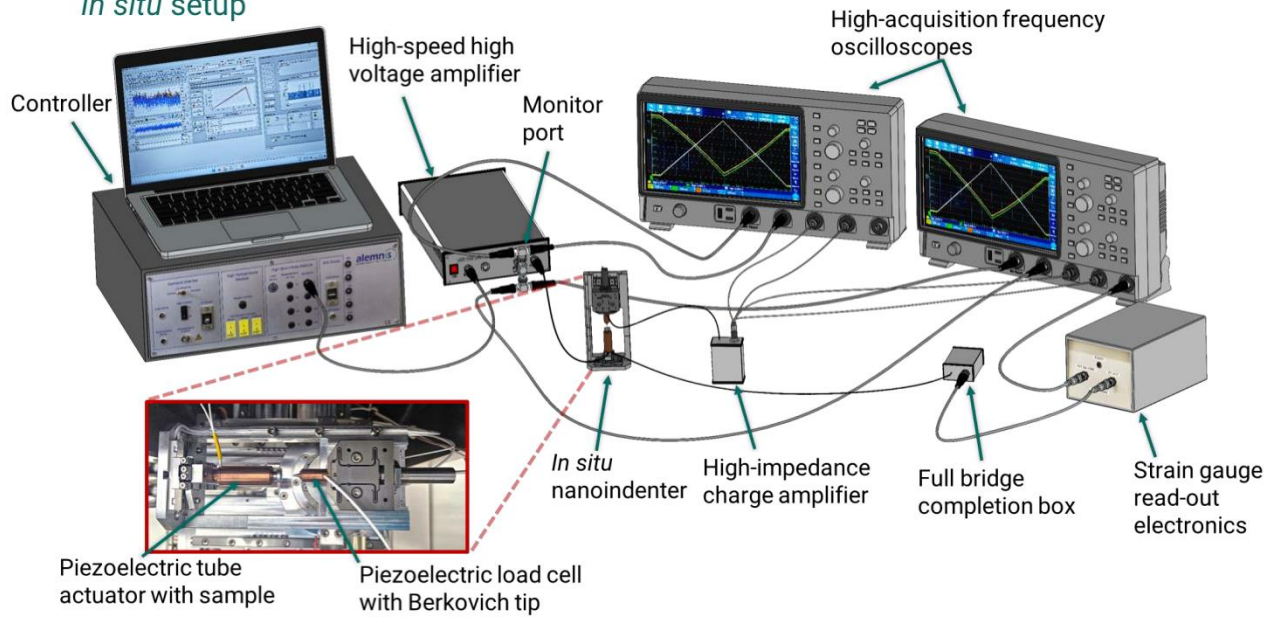 In situ setup
High-speed high
voltage amplifier
High-acquisition frequency
oscilloscopes
Controller
Monitor
port
alemnis
In situ
nanoindenter
High-impedance
charge amplifier
Full bridge
completion box
Strain gauge
read-out
electronics
Piezoelectric tube
actuator with sample
Piezoelectric load cell
with Berkovich tip